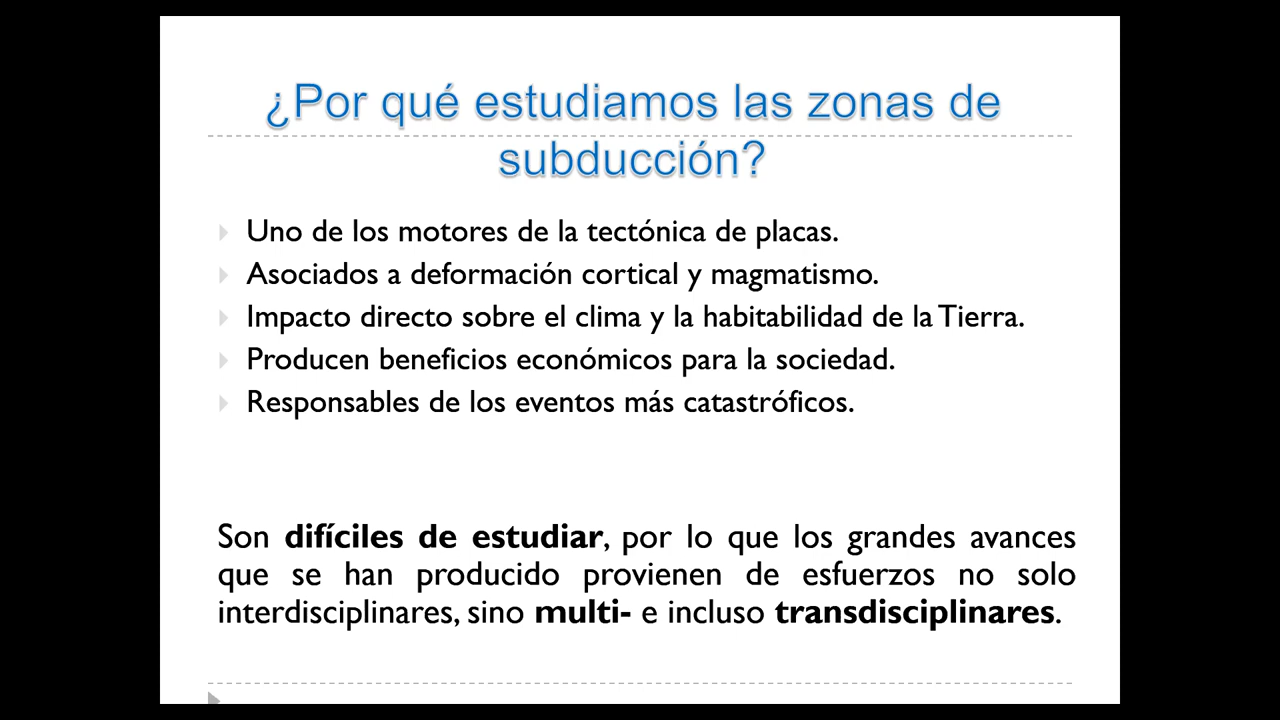 ¿Por qué estudiamos las zonas de
subducción?
Uno de los motores de la tectónica de placas.
Asociados a deformación cortical y magmatismo.
Impacto directo sobre el clima y la habitabilidad de la Tierra.
Producen beneficios económicos para la sociedad.
Responsables de los eventos más catastróficos.
Son difíciles de estudiar, por lo que los grandes avances
que se han producido provienen de esfuerzos no solo
interdisciplinares, sino multi- e incluso transdisciplinares.